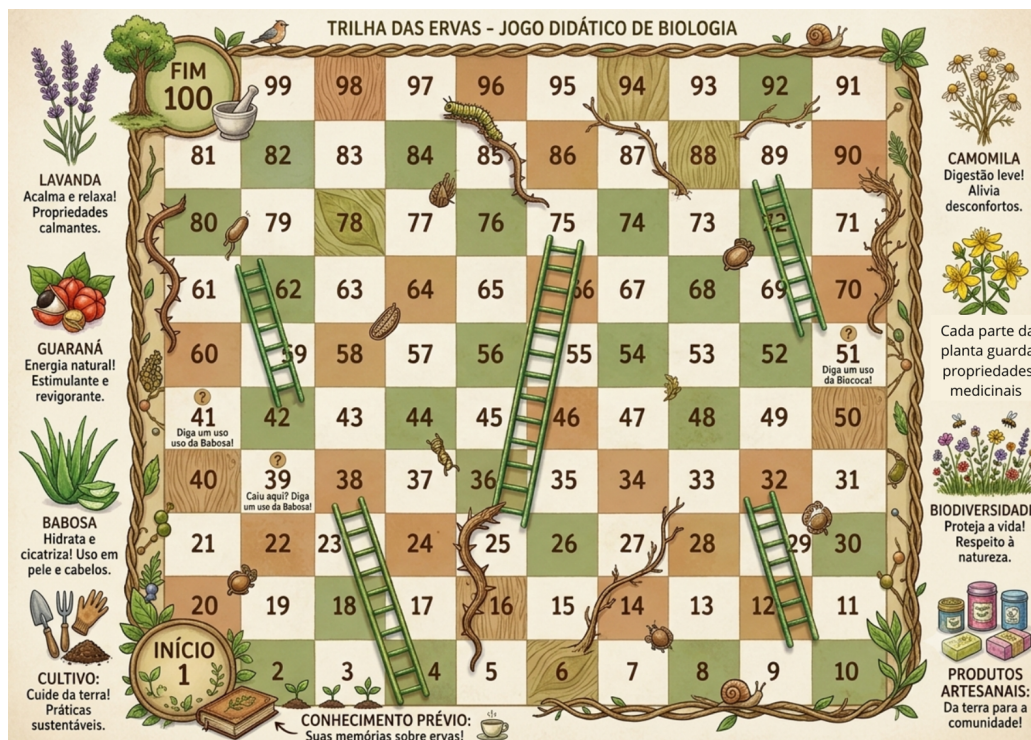 TRILHA DAS ERVAS – JOGO DIDÁTICO DE BIOLOGIA
LAVANDA
Acalma e relaxa!
Propriedades
calmantes.
GUARANÁ
Energia natural!
Estimulante e
revigorante.
BABOSA
Hidrata e
cicatriza! Uso em
pele e cabelos.
CULTIVO:
Cuide da terra!
Práticas
sustentáveis.
FIM
100 99 98 97 96 95 94 93 92 91
81 82 83 84 85 86 87 88 89 90
80 79 78 77 76 75 74 73 72 71
61 62 63 64 65 66 67 68 69 70
?
60 59 58 57 56 55 54 53 52 51
Diga um uso
da Biococa!
?
41 42 43 44 45 46 47 48 49 50
Diga um uso
uso da Babosa!
?
40 39 38 37 36 35 34 33 32 31
Caiu aqui? Diga
um uso da Babosa!
21 22 23 24 25 26 27 28 29 30
20 19 18 17 16 15 14 13 12 11
INÍCIO
1 2 3 4 5 6 7 8 9 10
CONHECIMENTO PRÉVIO:
Suas memórias sobre ervas!
CAMOMILA
Digestão leve!
Alivia
desconfortos.
Cada parte da
planta guarda
propriedades
medicinais
BIODIVERSIDADE
Proteja a vida!
Respeito à
natureza.
PRODUTOS
ARTESANAIS:
Da terra para a
comunidade!